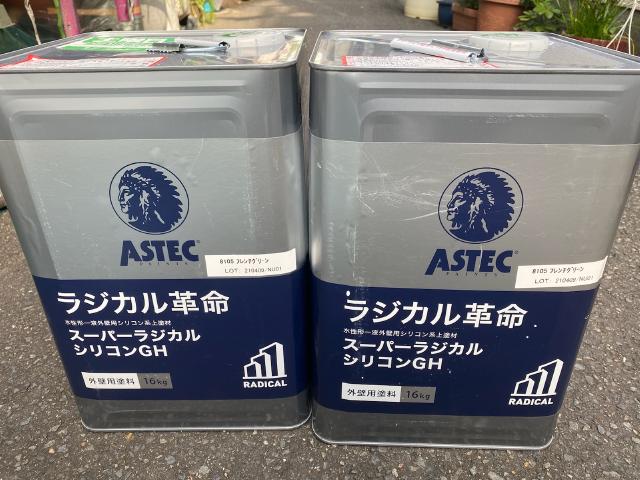 ASTEC
PAINTS
8105 フレンチグリーン
LOT: 210409/NU01
ラジカル革命
水性形一液外壁用シリコン系上塗材
スーパーラジカル
シリコンGH
外壁用塗料 16kg
RADICAL
ASTEC
PAINTS
8105 フレンチグリーン
LOT: 210409/NU01
ラジカル革命
水性形一液外壁用シリコン系上塗材
スーパーラジカル
シリコンGH
外壁用塗料 16kg
RADICAL